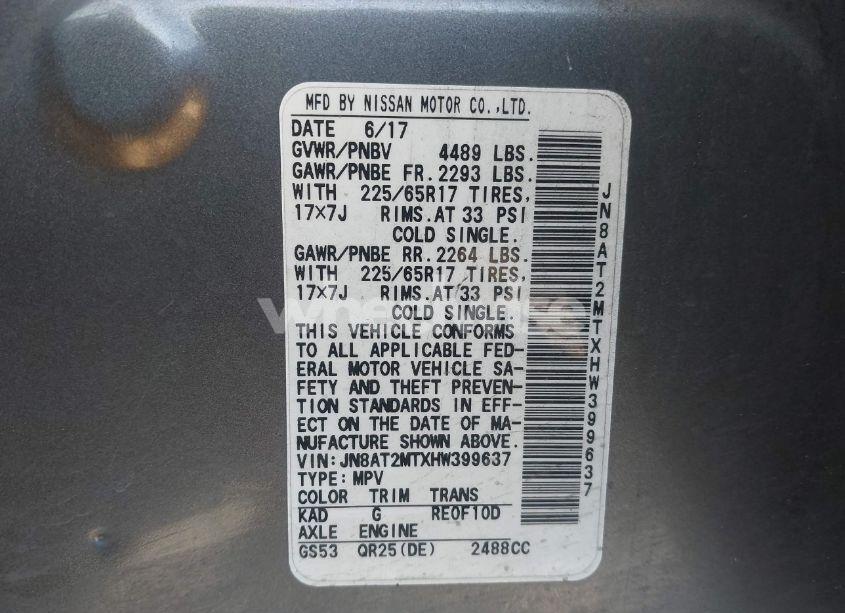 MFD BY NISSAN MOTOR CO.,LTD.
DATE 6/17
GVWR/PNBV 4489 LBS.
GAWR/PNBE FR. 2293 LBS.
WITH 225/65R17 TIRES,
17×7J RIMS.AT 33 PSI
COLD SINGLE.
GAWR/PNBE RR. 2264 LBS.
WITH 225/65R17 TIRES,
17×7J RIMS.AT 33 PSI
COLD SINGLE.
THIS VEHICLE CONFORMS
TO ALL APPLICABLE FED-
ERAL MOTOR VEHICLE SA-
FETY AND THEFT PREVEN-
TION STANDARDS IN EFF-
ECT ON THE DATE OF MA-
NUFACTURE SHOWN ABOVE.
VIN:JN8AT2MTXHW399637
TYPE:MPV
COLOR TRIM TRANS
KAD G RE0F10D
AXLE ENGINE
GS53 QR25(DE) 2488CC
JN8AT2MTXHW399637